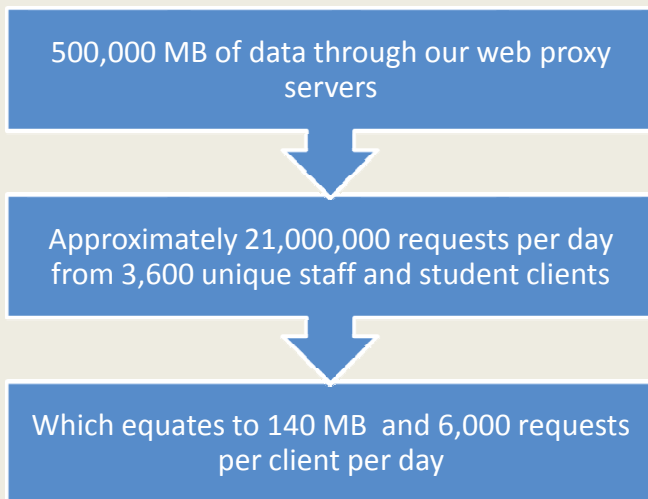 500,000 MB of data through our web proxy
servers
Approximately 21,000,000 requests per day
from 3,600 unique staff and student clients
Which equates to 140 MB  and 6,000 requests
per client per day